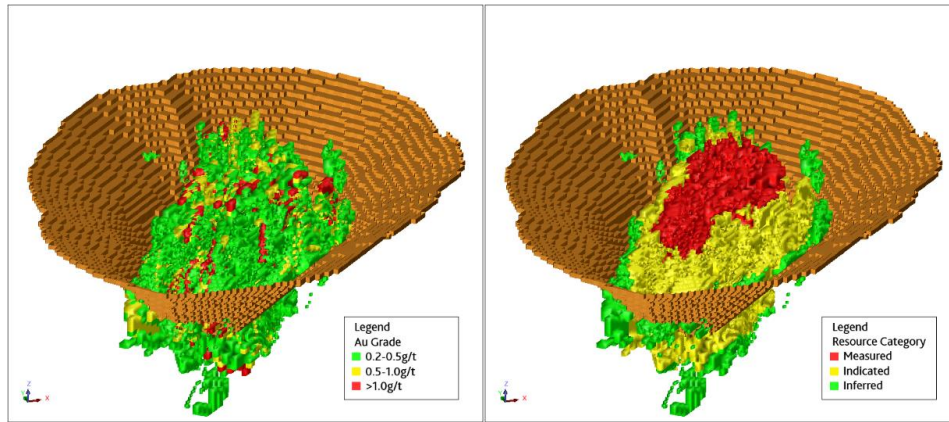 Legend
Au Grade
0.2-0.5g/t
0.5-1.0g/t
>1.0g/t
Z
Y
X
Legend
Resource Category
Measured
Indicated
Inferred
Z
Y
X